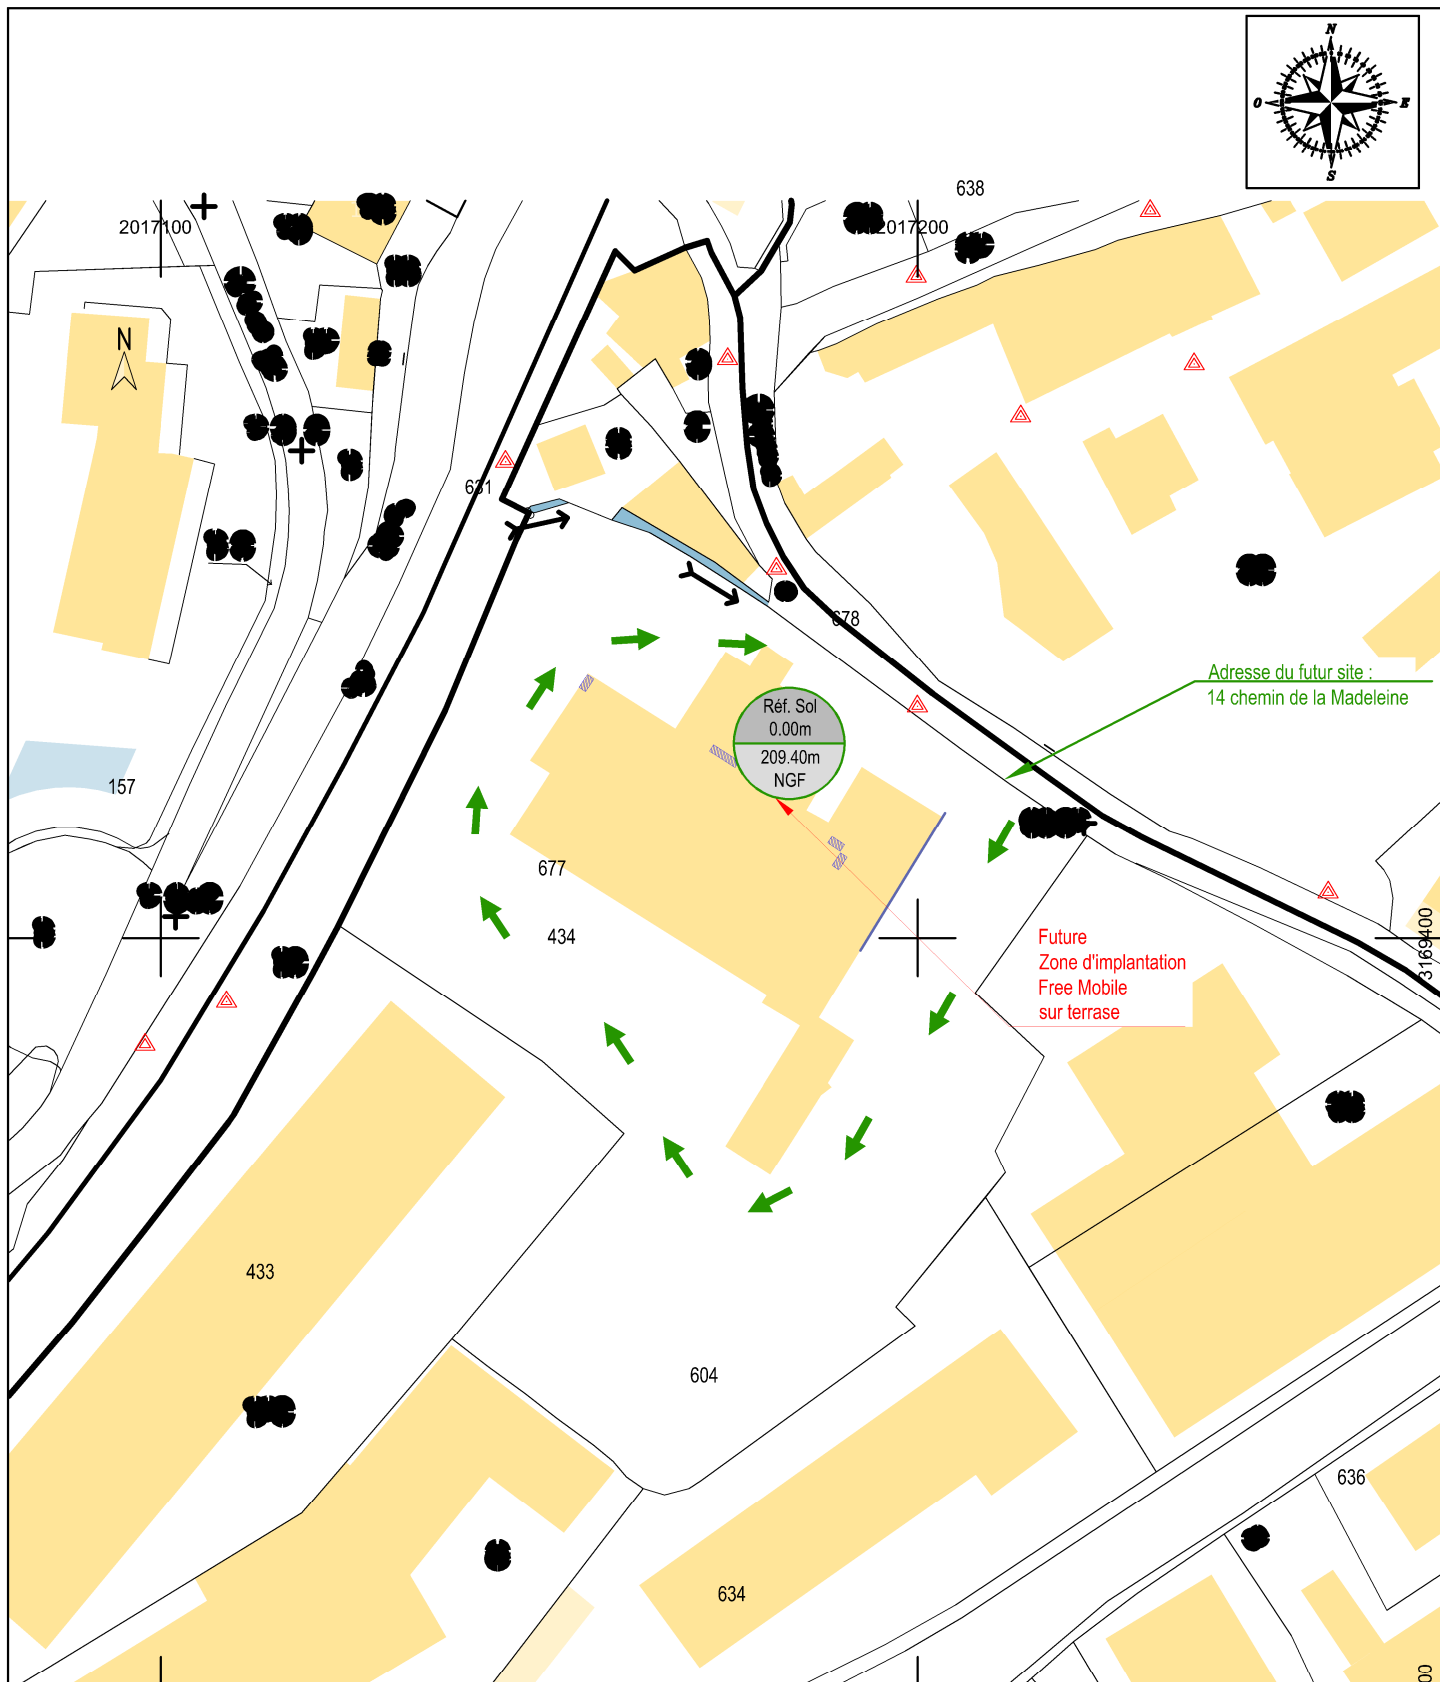 N
O
E
S
638
2017100
2017200
N
631
678
Adresse du futur site :
14 chemin de la Madeleine
Réf. Sol
0.00m
209.40m
NGF
157
677
434
Future
Zone d'implantation
Free Mobile
sur terrase
3169400
433
604
636
634
00